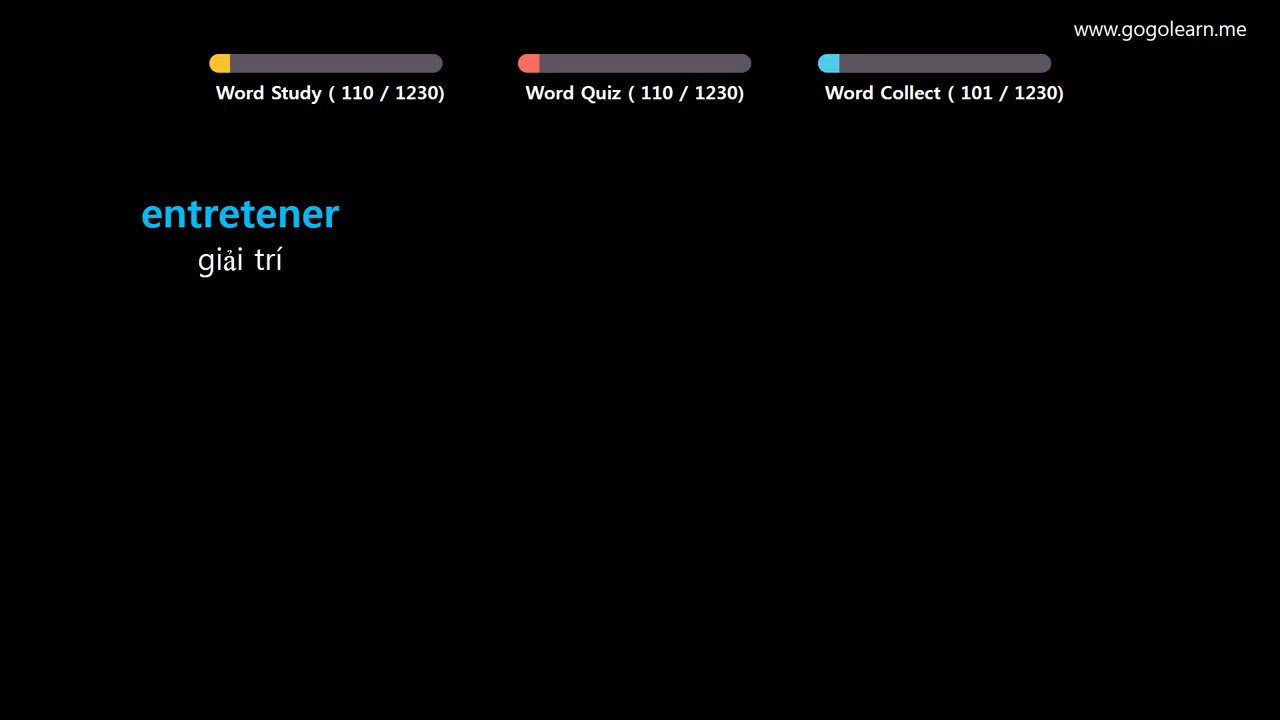 www.gogolearn.me
Word Study ( 110 / 1230)
Word Quiz ( 110 / 1230)
Word Collect ( 101 / 1230)
entretener
giải trí